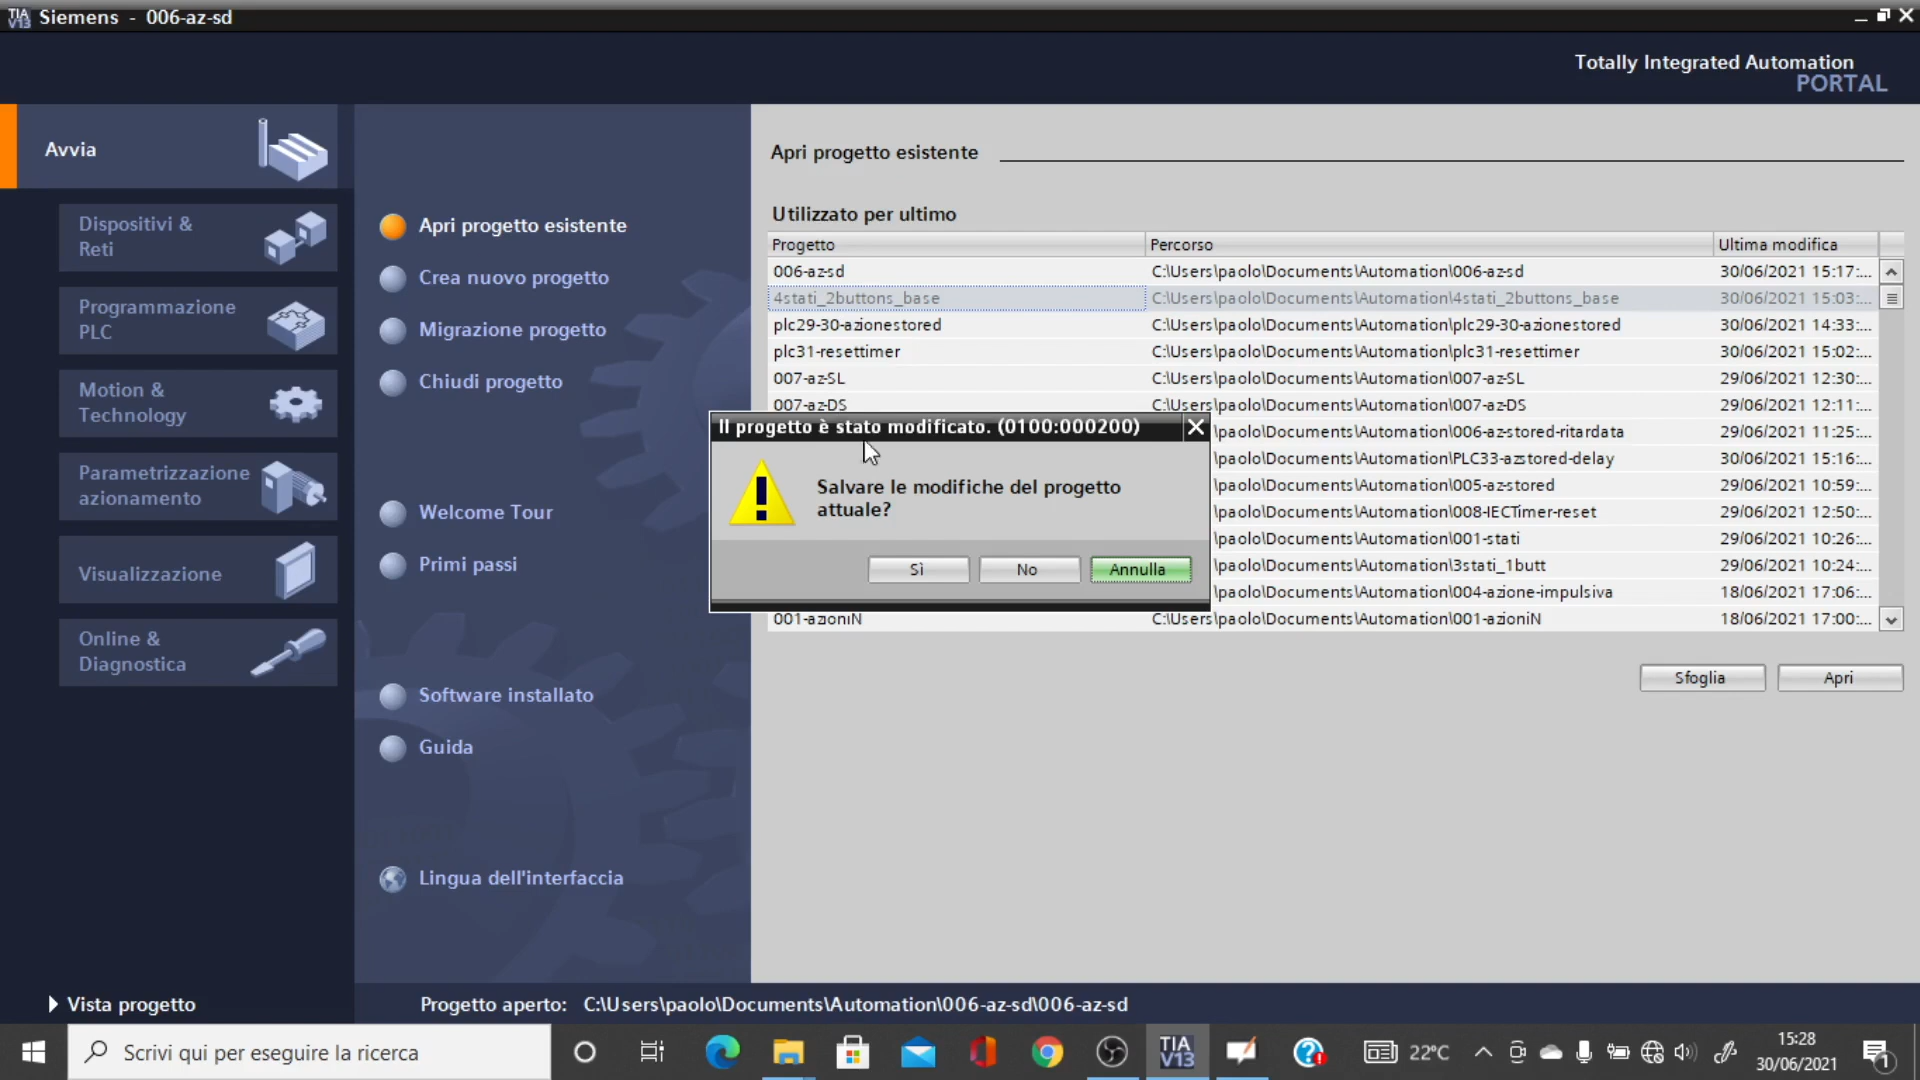 TIA V13 Siemens - 006-az-sd
Totally Integrated Automation
PORTAL
Avvia
Dispositivi &
Reti
Programmazione
PLC
Motion &
Technology
Parametrizzazione
azionamento
Visualizzazione
Online &
Diagnostica
Vista progetto
Apri progetto esistente
Crea nuovo progetto
Migrazione progetto
Chiudi progetto
Welcome Tour
Primi passi
Software installato
Guida
Lingua dell'interfaccia
Apri progetto esistente
Utilizzato per ultimo
Progetto Percorso Ultima modifica
006-az-sd C:\Users\paolo\Documents\Automation\006-az-sd 30/06/2021 15:17:...
4stati_2buttons_base C:\Users\paolo\Documents\Automation\4stati_2buttons_base 30/06/2021 15:03:...
plc29-30-azionestored C:\Users\paolo\Documents\Automation\plc29-30-azionestored 30/06/2021 14:33:...
plc31-resettimer C:\Users\paolo\Documents\Automation\plc31-resettimer 30/06/2021 15:02:...
007-az-SL C:\Users\paolo\Documents\Automation\007-az-SL 29/06/2021 12:30:...
007-az-DS C:\Users\paolo\Documents\Automation\007-az-DS 29/06/2021 12:11:...
\paolo\Documents\Automation\006-az-stored-ritardata 29/06/2021 11:25:...
\paolo\Documents\Automation\PLC33-azstored-delay 30/06/2021 15:16:...
\paolo\Documents\Automation\005-az-stored 29/06/2021 10:59:...
\paolo\Documents\Automation\008-IECTimer-reset 29/06/2021 12:50:...
\paolo\Documents\Automation\001-stati 29/06/2021 10:26:...
\paolo\Documents\Automation\3stati_1butt 29/06/2021 10:24:...
\paolo\Documents\Automation\004-azione-impulsiva 18/06/2021 17:06:...
001-azioniN C:\Users\paolo\Documents\Automation\001-azioniN 18/06/2021 17:00:...
Il progetto è stato modificato. (0100:000200)
Salvare le modifiche del progetto
attuale?
Sì No Annulla
Sfoglia Apri
Progetto aperto: C:\Users\paolo\Documents\Automation\006-az-sd\006-az-sd
Scrivi qui per eseguire la ricerca
TIA
V13
22°C
15:28
30/06/2021
1